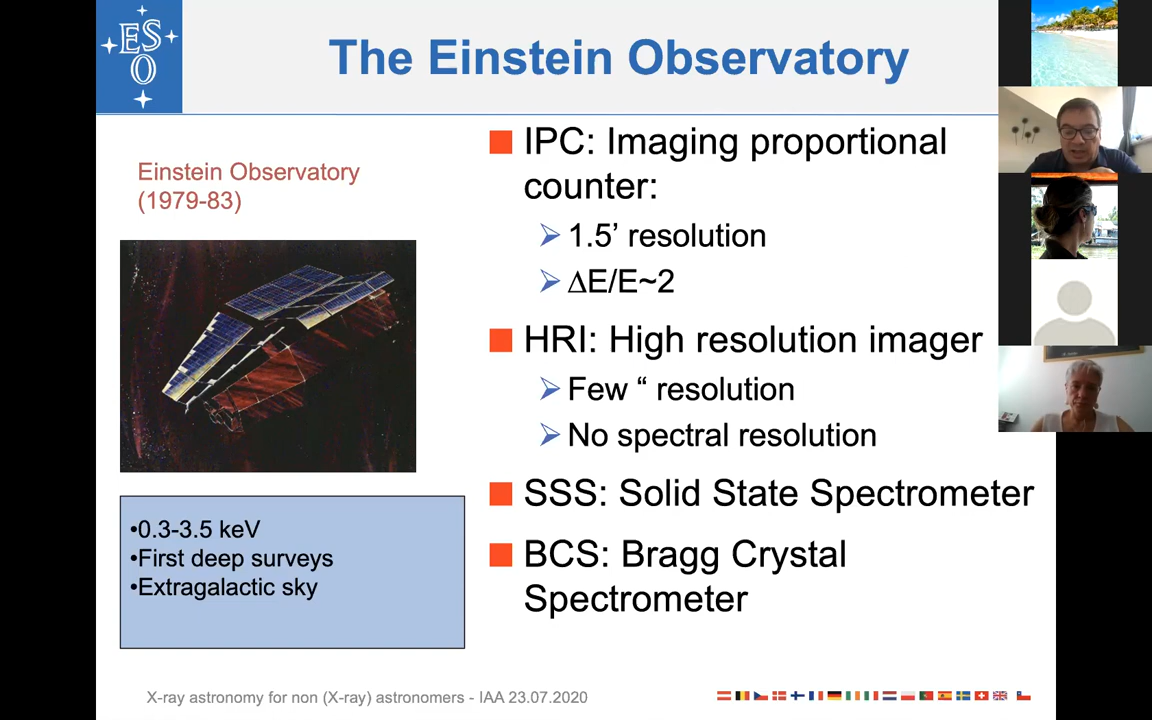 ES
O
The Einstein Observatory
Einstein Observatory
(1979-83)
•0.3-3.5 keV
•First deep surveys
•Extragalactic sky
IPC: Imaging proportional
counter:
1.5’ resolution
∆E/E~2
HRI: High resolution imager
Few “ resolution
No spectral resolution
SSS: Solid State Spectrometer
BCS: Bragg Crystal
Spectrometer
X-ray astronomy for non (X-ray) astronomers - IAA 23.07.2020